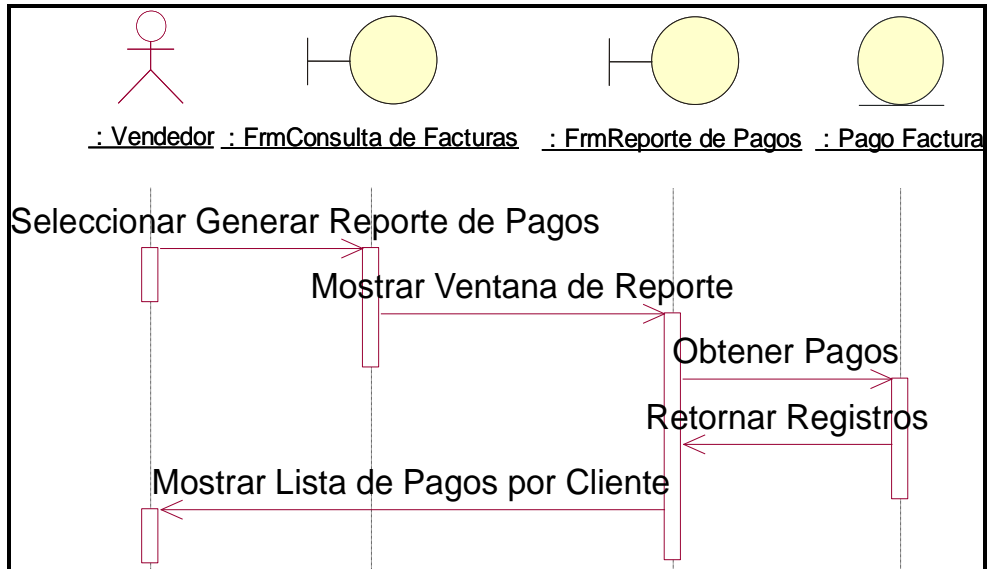 : Vendedor : FrmConsulta de Facturas : FrmReporte de Pagos : Pago Factura
Seleccionar Generar Reporte de Pagos
Mostrar Ventana de Reporte
Obtener Pagos
Retornar Registros
Mostrar Lista de Pagos por Cliente